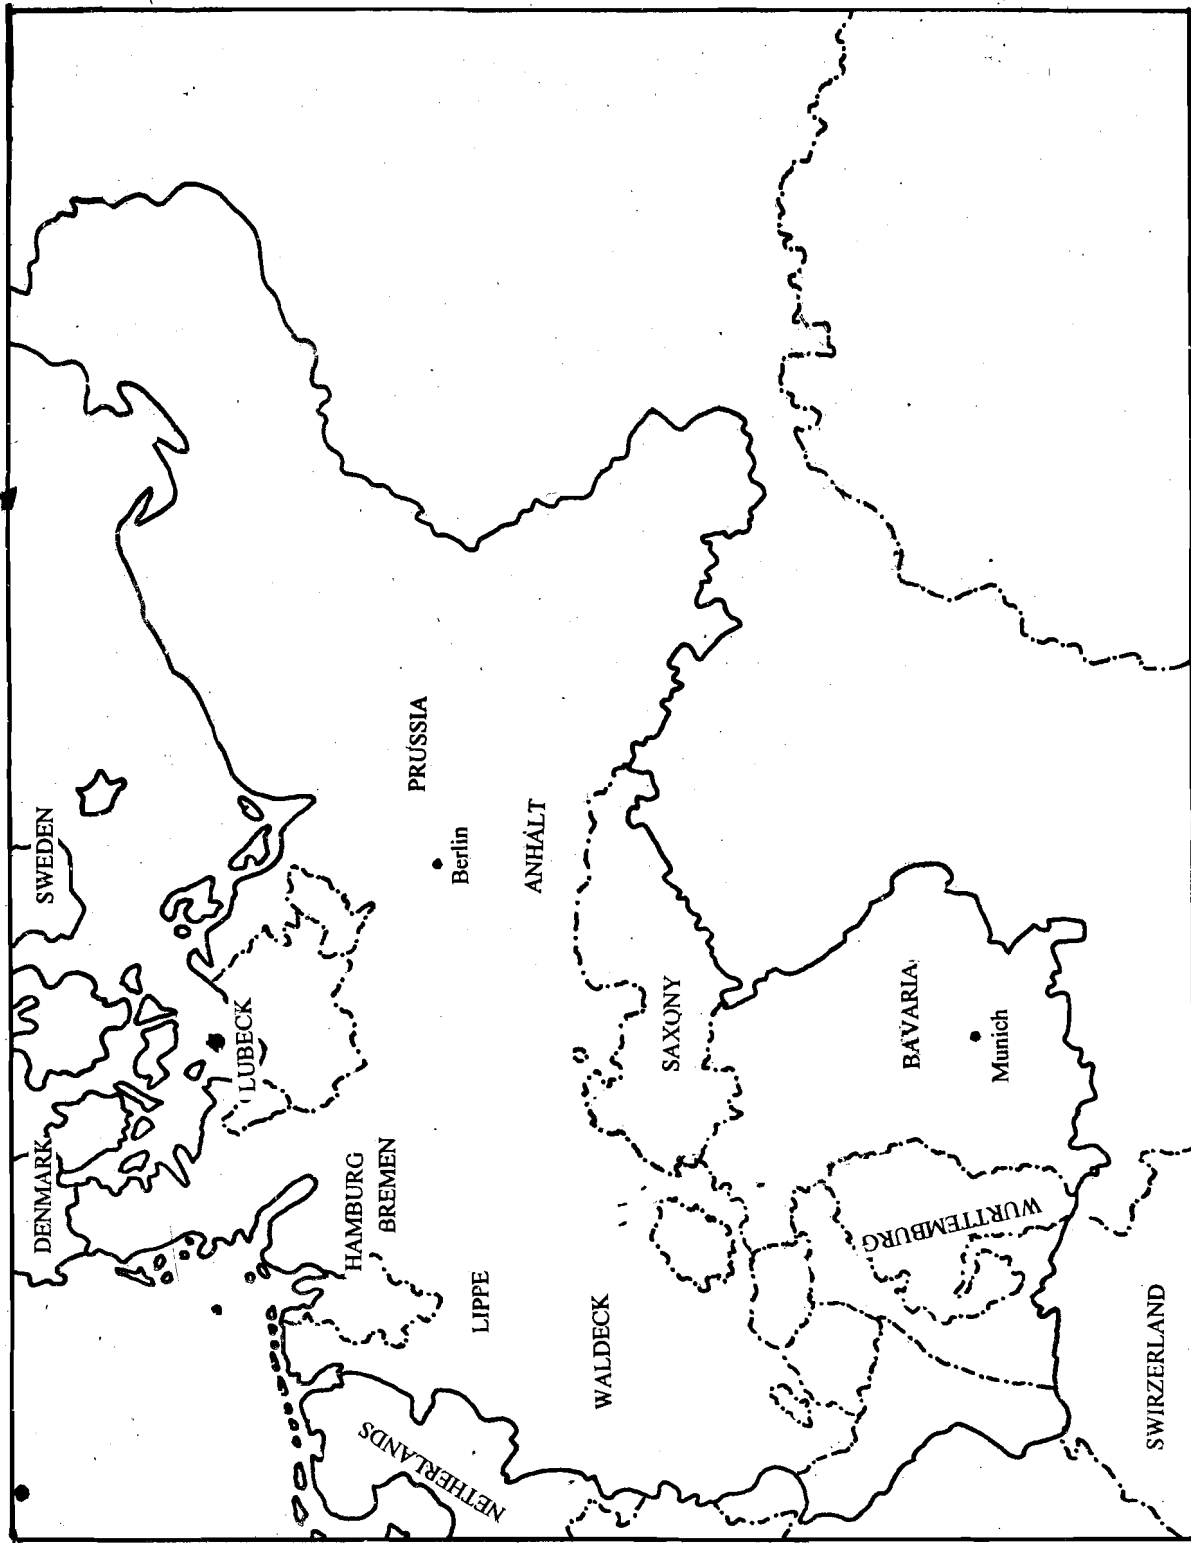 SWEDEN
DENMARK
LUBECK
HAMBURG
BREMEN
NETHERLANDS
LIPPE
PRUSSIA
Berlin
ANHALT
WALDECK
SAXONY
BAVARIA
Munich
WURTTEMBURG
SWIRZERLAND